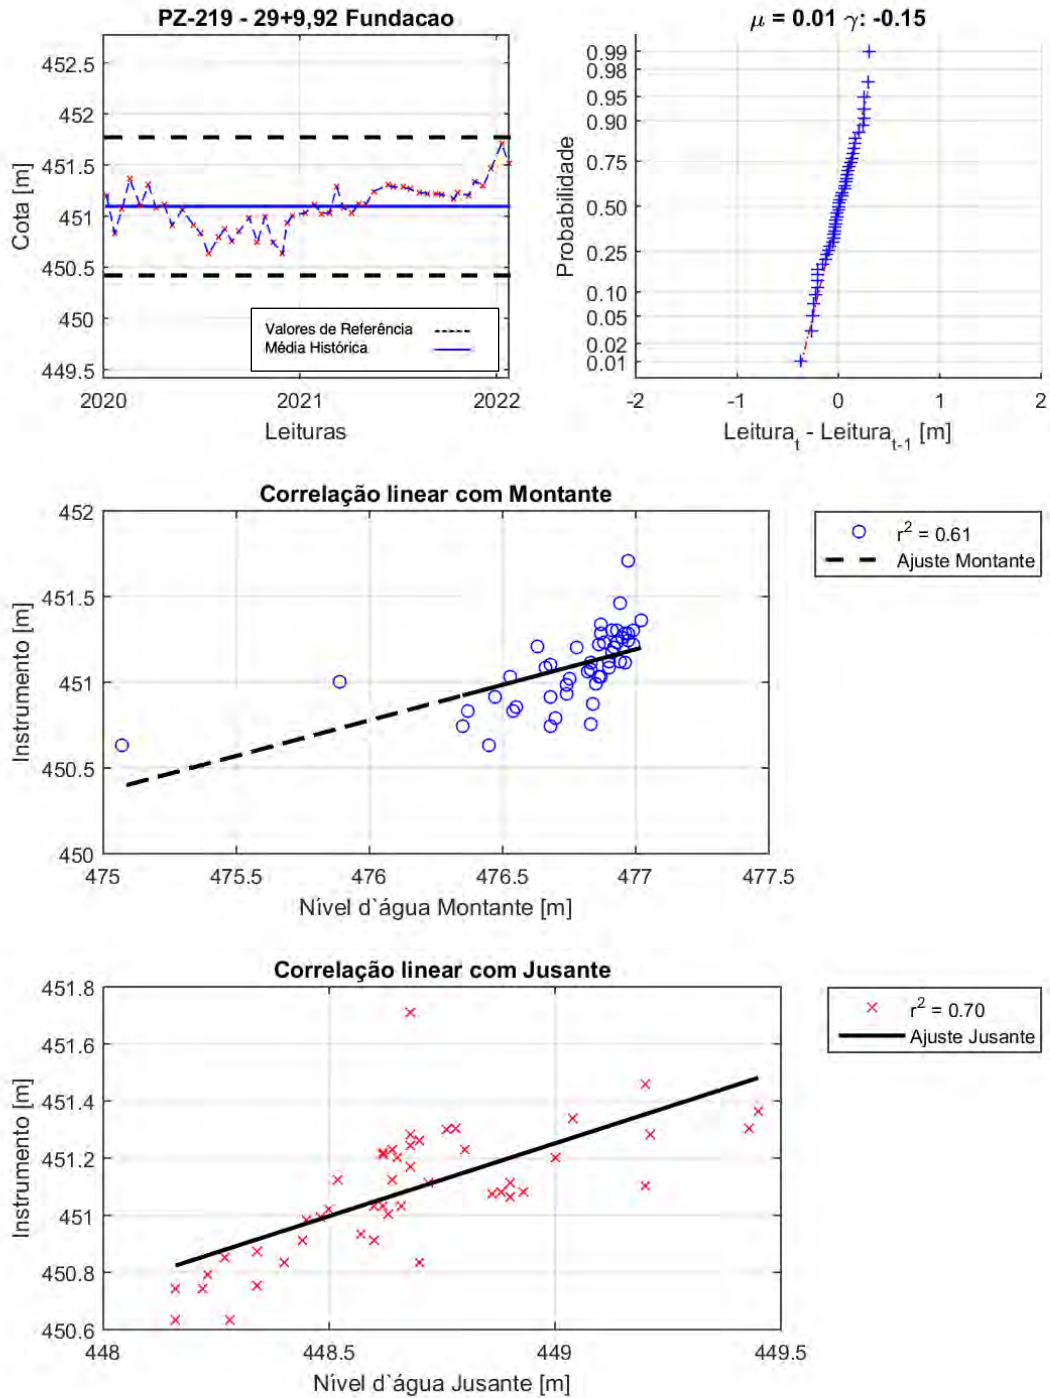 PZ-219 - 29+9,92 Fundacao
452.5
452
451.5
451
450.5
450
449.5
Cota [m]
Valores de Referência
Média Histórica
2020
2021
2022
Leituras
μ = 0.01 γ: -0.15
0.99
0.98
0.95
0.90
0.75
0.50
0.25
0.10
0.05
0.02
0.01
Probabilidade
-2
-1
0
1
2
Leitura_t - Leitura_t-1 [m]
Correlação linear com Montante
452
451.5
451
450.5
450
Instrumento [m]
475
475.5
476
476.5
477
477.5
Nível d`água Montante [m]
r² = 0.61
Ajuste Montante
Correlação linear com Jusante
451.8
451.6
451.4
451.2
451
450.8
450.6
Instrumento [m]
448
448.5
449
449.5
Nível d`água Jusante [m]
r² = 0.70
Ajuste Jusante